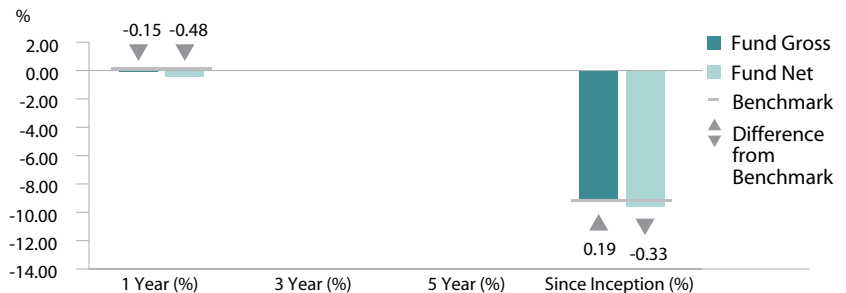 %
-0.15 -0.48
2.00
0.00
-2.00
-4.00
-6.00
-8.00
-10.00
-12.00
-14.00
0.19 -0.33
1 Year (%) 3 Year (%) 5 Year (%) Since Inception (%)
Fund Gross
Fund Net
Benchmark
Difference
from
Benchmark